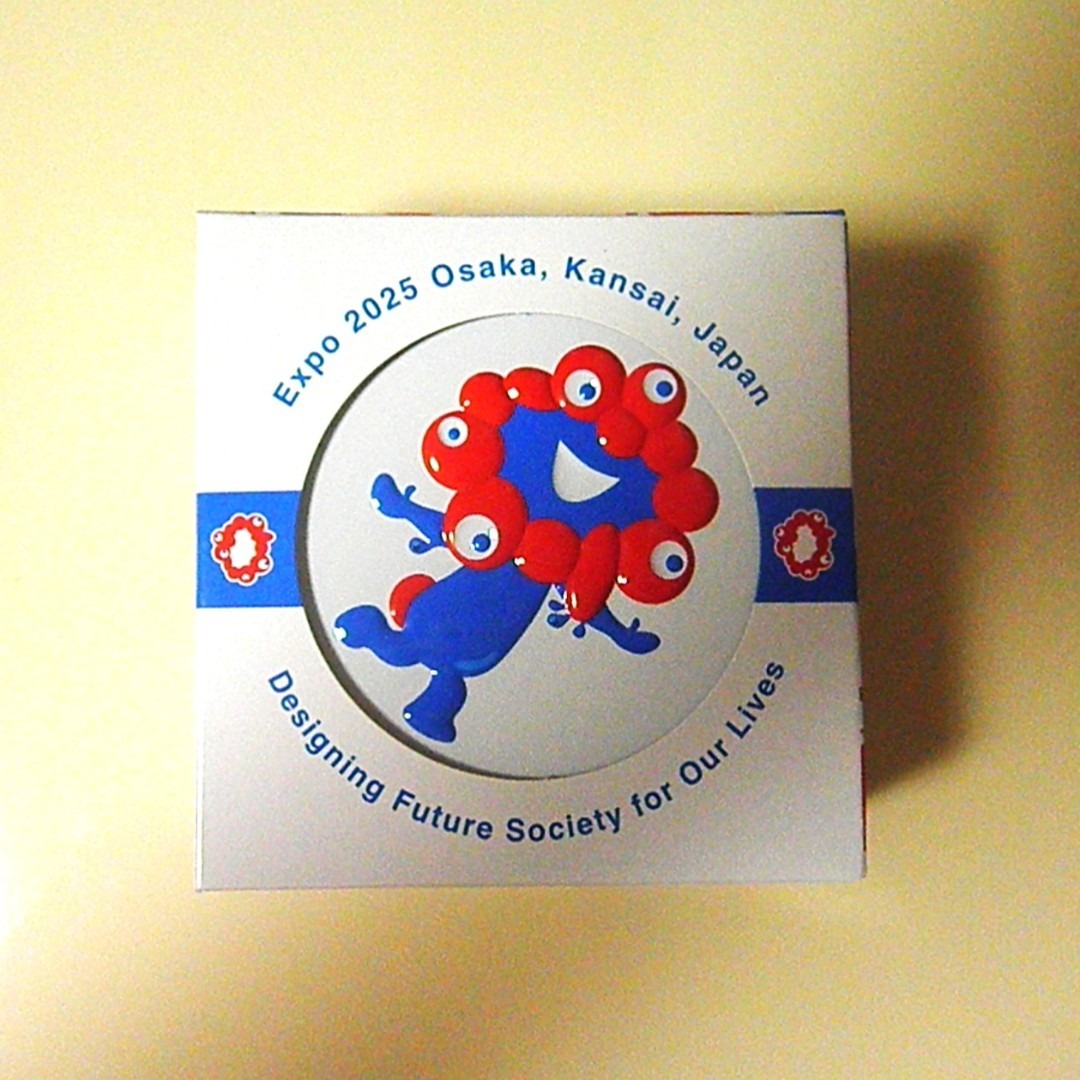 Expo 2025 Osaka, Kansai, Japan
Designing Future Society for Our Lives